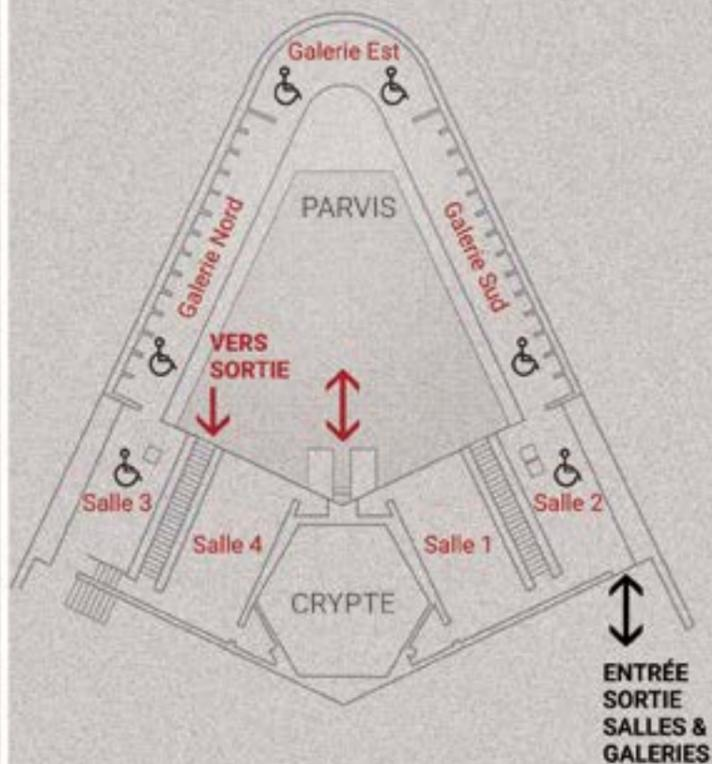 Galerie Est
PARVIS
Galerie Nord
Galerie Sud
VERS
SORTIE
Salle 3
Salle 2
Salle 4
Salle 1
CRYPTE
ENTRÉE
SORTIE
SALLES &
GALERIES